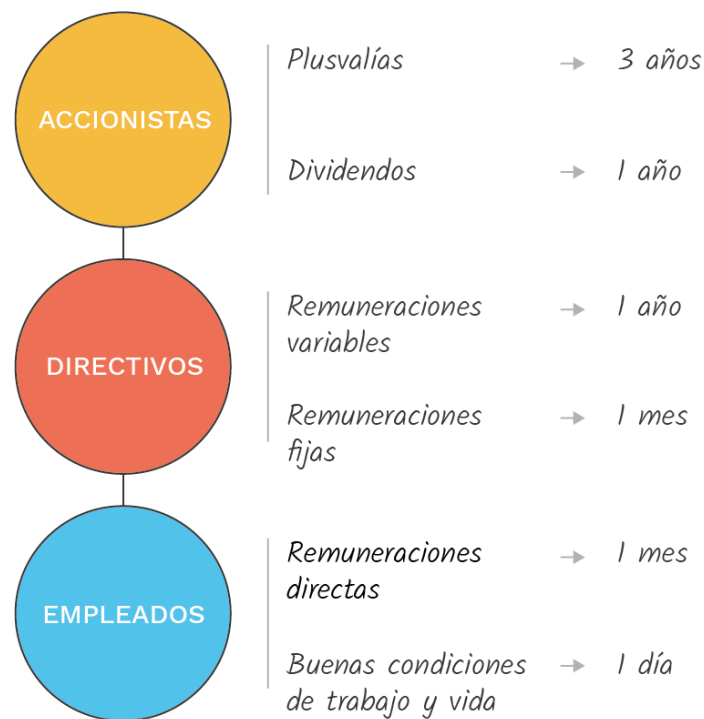 ACCIONISTAS
Plusvalías → 3 años
Dividendos → 1 año
DIRECTIVOS
Remuneraciones → 1 año
variables
Remuneraciones → 1 mes
fijas
EMPLEADOS
Remuneraciones → 1 mes
directas
Buenas condiciones → 1 día
de trabajo y vida